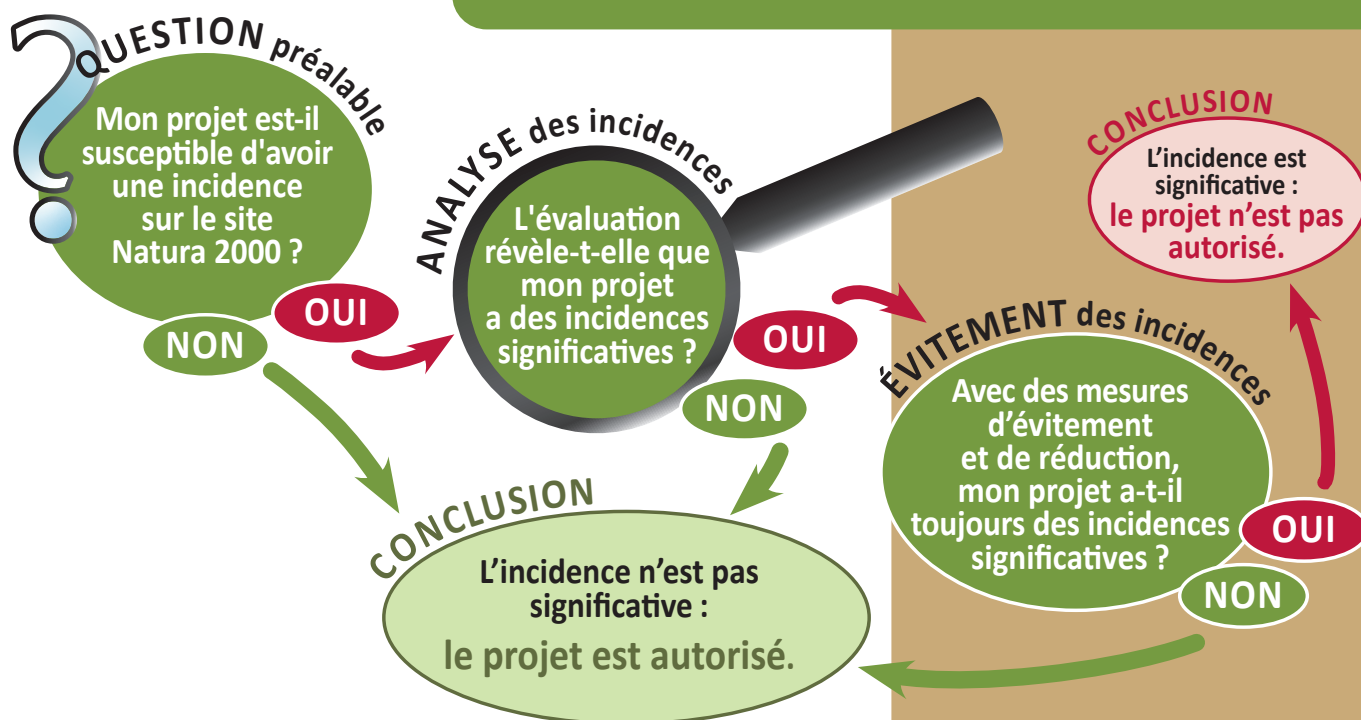 QUESTION préalable
Mon projet est-il
susceptible d'avoir
une incidence
sur le site
Natura 2000 ?
OUI
NON
ANALYSE des incidences
L'évaluation
révèle-t-elle que
mon projet
a des incidences
significatives ?
OUI
NON
ÉVITEMENT des incidences
Avec des mesures
d’évitement
et de réduction,
mon projet a-t-il
toujours des incidences
significatives ?
OUI
NON
CONCLUSION
L’incidence est
significative :
le projet n’est pas
autorisé.
CONCLUSION
L’incidence n’est pas
significative :
le projet est autorisé.